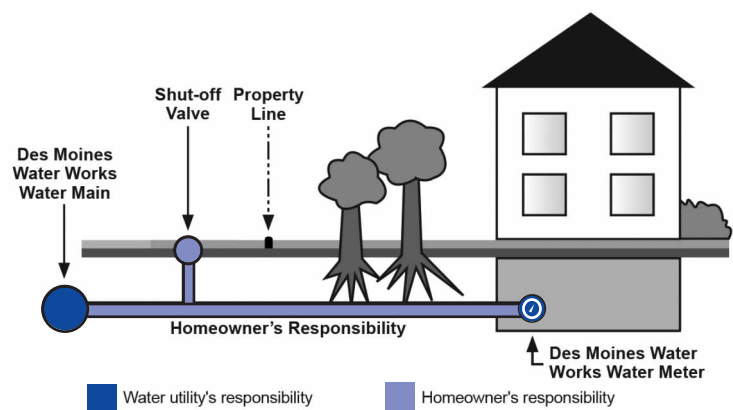 Shut-off
Valve
Property
Line
Des Moines
Water Works
Water Main
Homeowner's Responsibility
Des Moines Water
Works Water Meter
Water utility's responsibility
Homeowner's responsibility